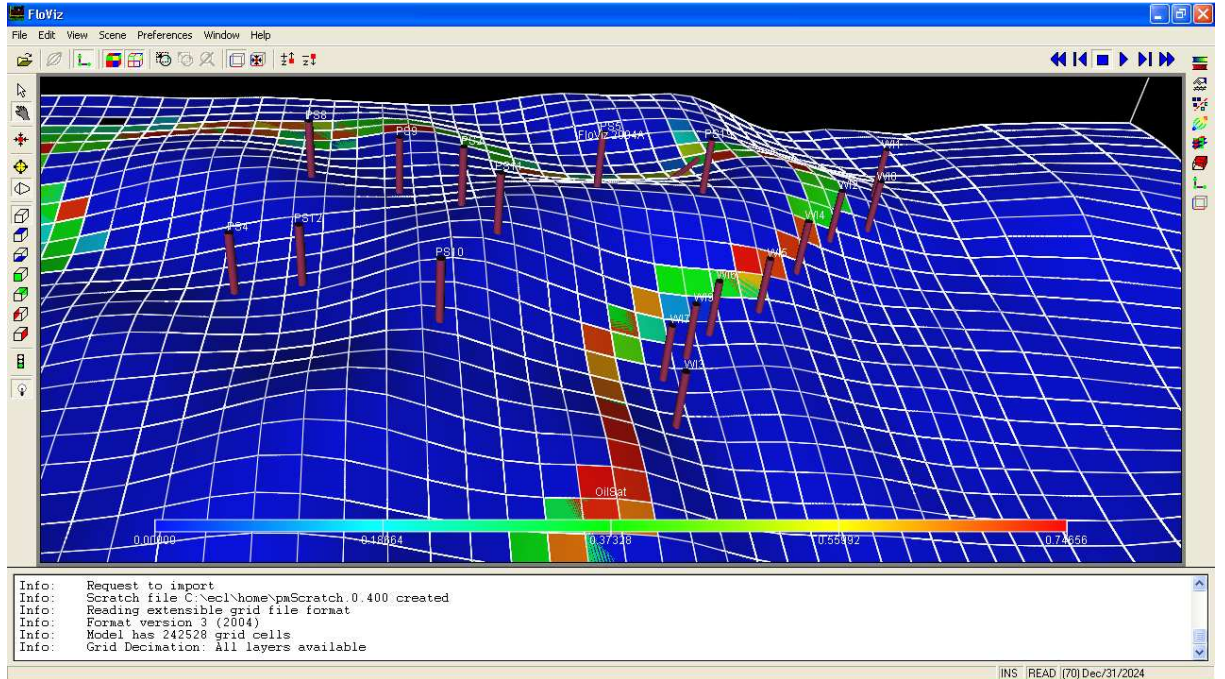 FloViz
File Edit View Scene Preferences Window Help
PS8
PS9
PS5
FloViz 2004A
WI1
WI0
WI2
PS4
PS12
WI4
PS10
WI5
WI6
WI7
WI3
OilSat
0.00000 0.18664 0.37328 0.55992 0.74656
Info: Request to import
Info: Scratch file C:\ecl\home\pmScratch.0.400 created
Info: Reading extensible grid file format
Info: Format version 3 (2004)
Info: Model has 242528 grid cells
Info: Grid Decimation: All layers available
INS READ (70) Dec/31/2024